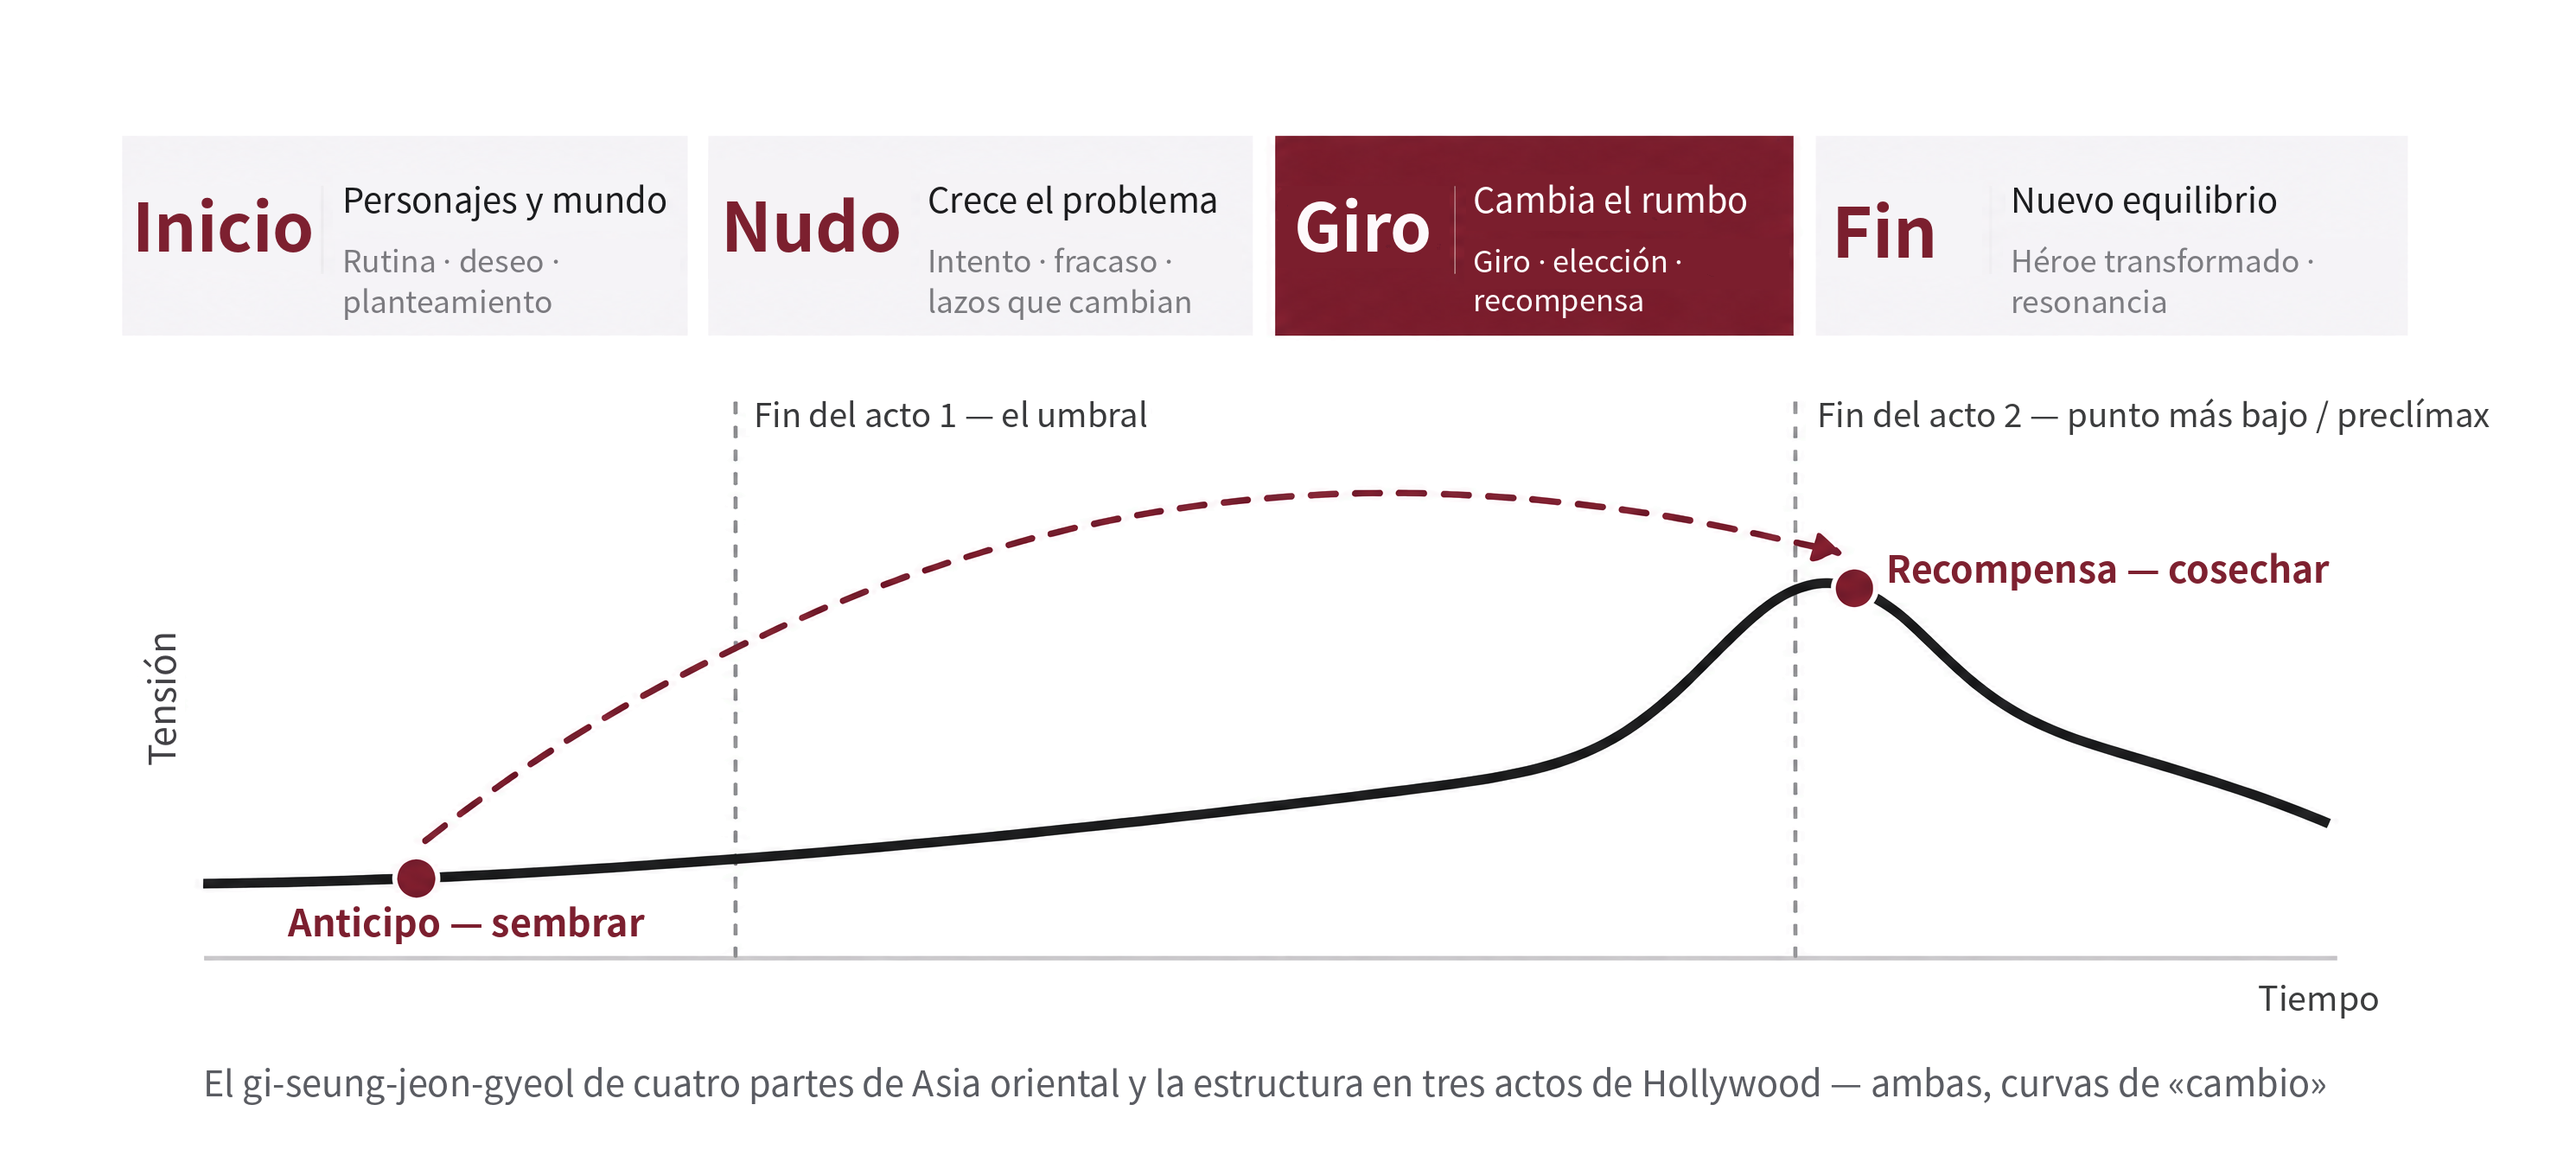 Inicio
Personajes y mundo
Rutina · deseo ·
planteamiento
Nudo
Crece el problema
Intento · fracaso ·
lazos que cambian
Giro
Cambia el rumbo
Giro · elección ·
recompensa
Fin
Nuevo equilibrio
Héroe transformado ·
resonancia
Fin del acto 1 — el umbral
Fin del acto 2 — punto más bajo / preclímax
Recompensa — cosechar
Tensión
Anticipo — sembrar
Tiempo
El gi-seung-jeon-gyeol de cuatro partes de Asia oriental y la estructura en tres actos de Hollywood — ambas, curvas de «cambio»